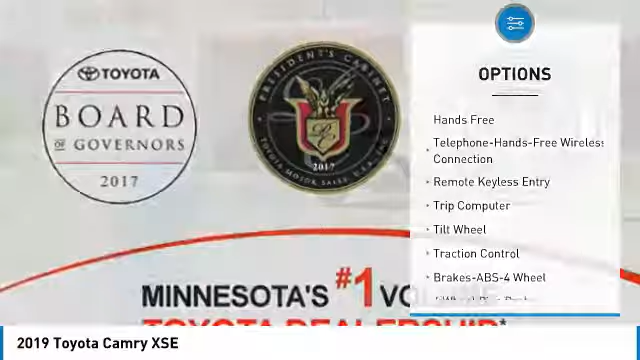 TOYOTA
BOARD
OF GOVERNORS
2017
PRESIDENT'S CABINET
2017
TOYOTA MOTOR SALES, U.S.A.
OPTIONS
Hands Free
Telephone-Hands-Free Wireless
Connection
Remote Keyless Entry
Trip Computer
Tilt Wheel
Traction Control
Brakes-ABS-4 Wheel
MINNESOTA'S #1
TOYOTA DEALERSHIP*
2019 Toyota Camry XSE